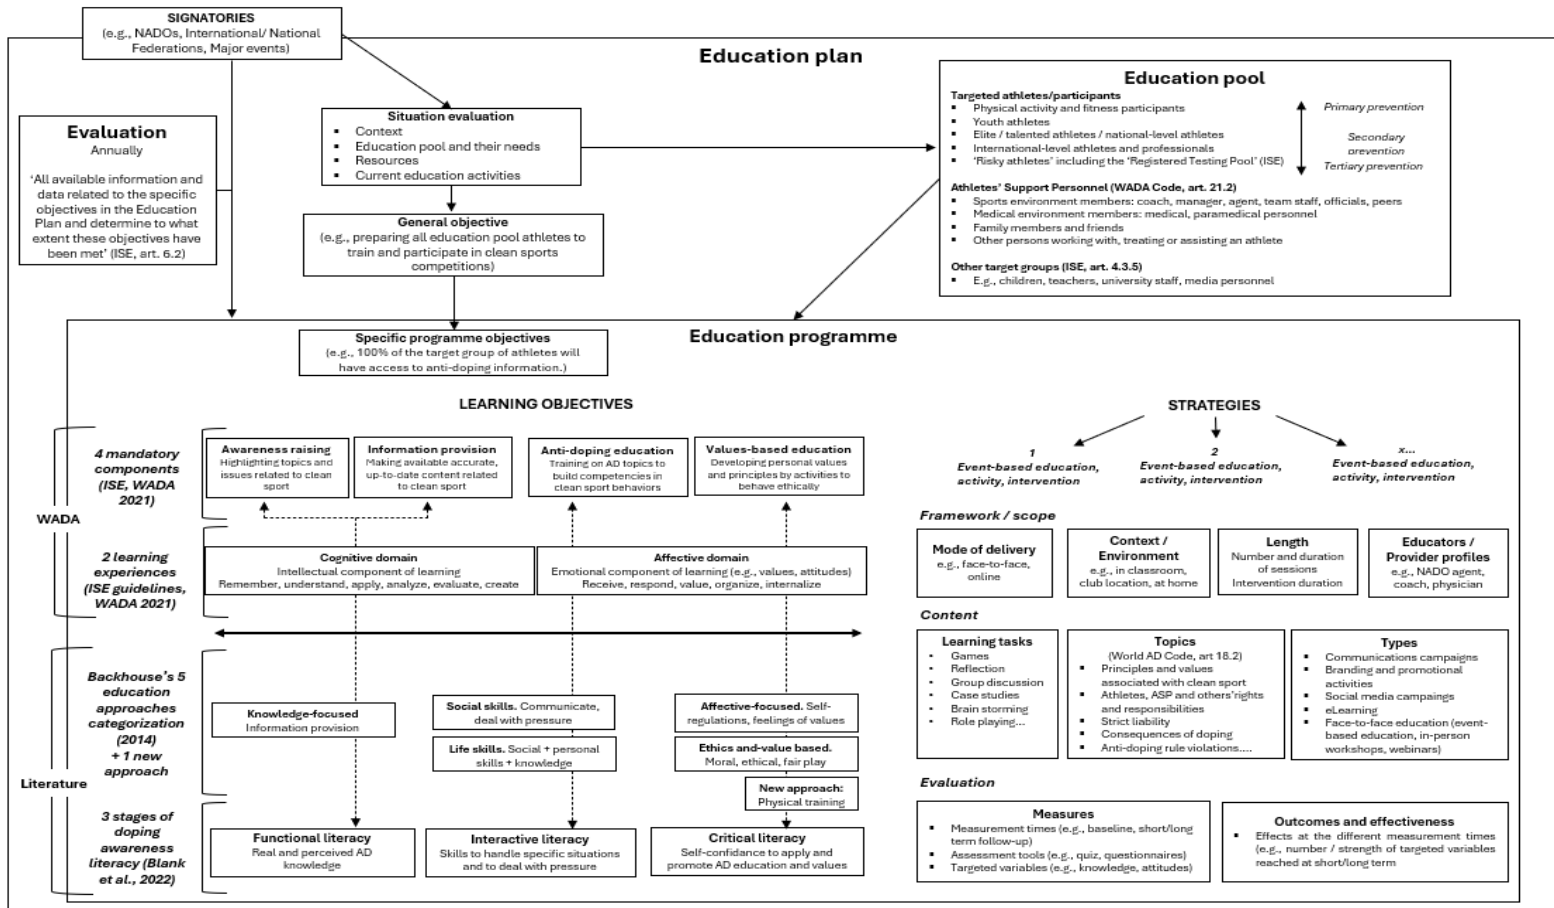 SIGNATORIES
(e.g., NADOs, International/ National
Federations, Major events)
Education plan
Evaluation
Annually
‘All available information and
data related to the specific
objectives in the Education
Plan and determine to what
extent these objectives have
been met’ (ISE, art. 6.2)
Situation evaluation
▪ Context
▪ Education pool and their needs
▪ Resources
▪ Current education activities
General objective
(e.g., preparing all education pool athletes to
train and participate in clean sports
competitions)
Education pool
Targeted athletes/participants
▪ Physical activity and fitness participants
▪ Youth athletes
▪ Elite / talented athletes / national-level athletes
▪ International-level athletes and professionals
▪ ‘Risky athletes’ including the ‘Registered Testing Pool’ (ISE)
Primary prevention
Secondary
prevention
Tertiary prevention
Athletes’ Support Personnel (WADA Code, art. 21.2)
▪ Sports environment members: coach, manager, agent, team staff, officials, peers
▪ Medical environment members: medical, paramedical personnel
▪ Family members and friends
▪ Other persons working with, treating or assisting an athlete
Other target groups (ISE, art. 4.3.5)
▪ E.g., children, teachers, university staff, media personnel
Education programme
Specific programme objectives
(e.g., 100% of the target group of athletes will
have access to anti-doping information.)
LEARNING OBJECTIVES
WADA
4 mandatory
components
(ISE, WADA
2021)
Awareness raising
Highlighting topics and
issues related to clean
sport
Information provision
Making available accurate,
up-to-date content related
to clean sport
Anti-doping education
Training on AD topics to
build competencies in
clean sport behaviors
Values-based education
Developing personal values
and principles by activities to
behave ethically
2 learning
experiences
(ISE guidelines,
WADA 2021)
Cognitive domain
Intellectual component of learning
Remember, understand, apply, analyze, evaluate, create
Affective domain
Emotional component of learning (e.g., values, attitudes)
Receive, respond, value, organize, internalize
Literature
Backhouse’s 5
education
approaches
categorization
(2014)
+ 1 new
approach
Knowledge-focused
Information provision
Social skills. Communicate,
deal with pressure
Life skills. Social + personal
skills + knowledge
Affective-focused. Self-
regulations, feelings of values
Ethics and-value based.
Moral, ethical, fair play
New approach:
Physical training
3 stages of
doping
awareness
literacy (Blank
et al., 2022)
Functional literacy
Real and perceived AD
knowledge
Interactive literacy
Skills to handle specific situations
and to deal with pressure
Critical literacy
Self-confidance to apply and
promote AD education and values
STRATEGIES
1
Event-based education,
activity, intervention
2
Event-based education,
activity, intervention
x...
Event-based education,
activity, intervention
Framework / scope
Mode of delivery
e.g., face-to-face,
online
Context /
Environment
e.g., in classroom,
club location, at home
Length
Number and duration
of sessions
Intervention duration
Educators /
Provider profiles
e.g., NADO agent,
coach, physician
Content
Learning tasks
• Games
• Reflection
• Group discussion
• Case studies
• Brain storming
• Role playing...
Topics
(World AD Code, art 18.2)
▪ Principles and values
associated with clean sport
▪ Athletes, ASP and others’rights
and responsibilities
▪ Strict liability
▪ Consequences of doping
▪ Anti-doping rule violations....
Types
▪ Communications campaigns
▪ Branding and promotional
activities
▪ Social media campaings
▪ eLearning
▪ Face-to-face education (event-
based education, in-person
workshops, webinars)
Evaluation
Measures
▪ Measurement times (e.g., baseline, short/long
term follow-up)
▪ Assessment tools (e.g., quiz, questionnaires)
▪ Targeted variables (e.g., knowledge, attitudes)
Outcomes and effectiveness
▪ Effects at the different measurement times
(e.g., number / strength of targeted variables
reached at short/long term